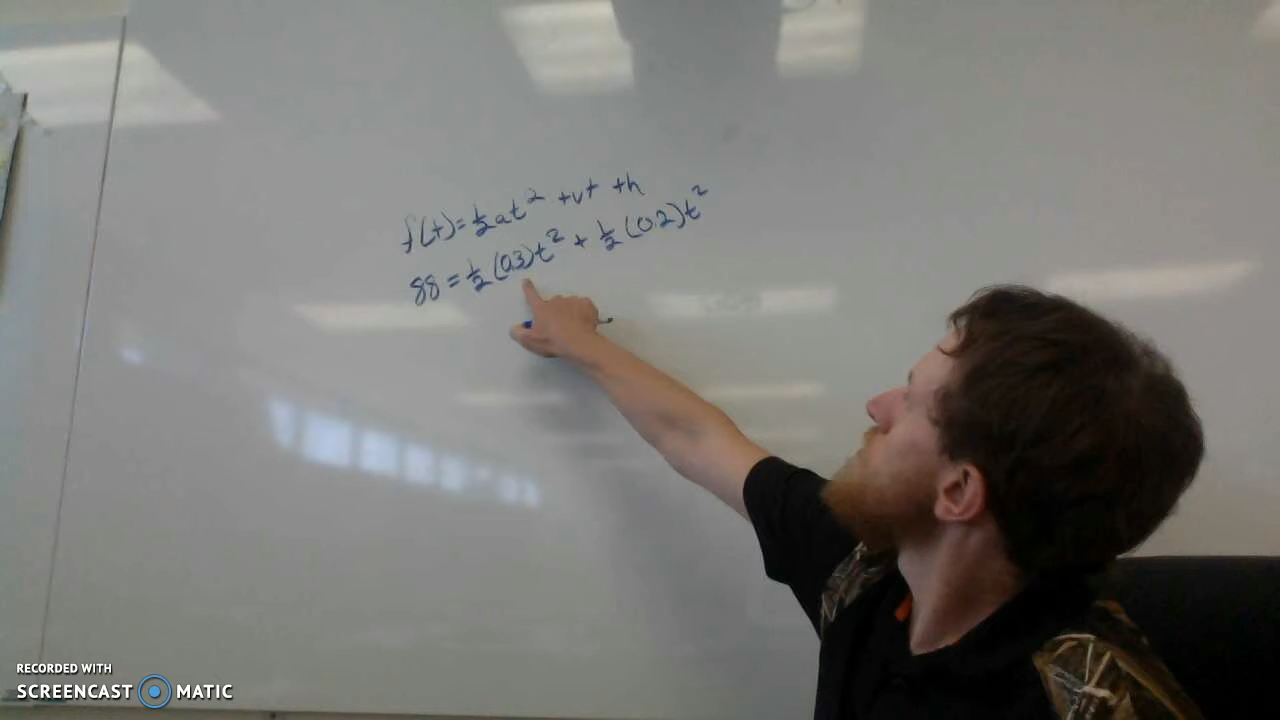 f(t)=½at² +vt +h
88=½(0.3)t² + ½(0.2)t²
RECORDED WITH
SCREENCAST MATIC